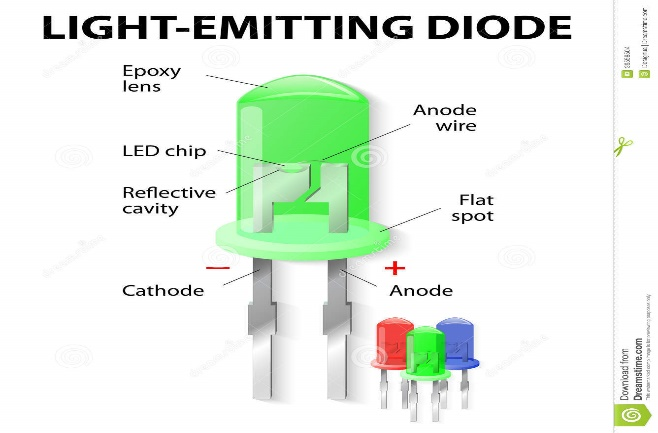 LIGHT-EMITTING DIODE
Epoxy
lens
Anode
wire
LED chip
Reflective
cavity
Flat
spot
−
+
Cathode
Anode
Download from
Dreamstime.com